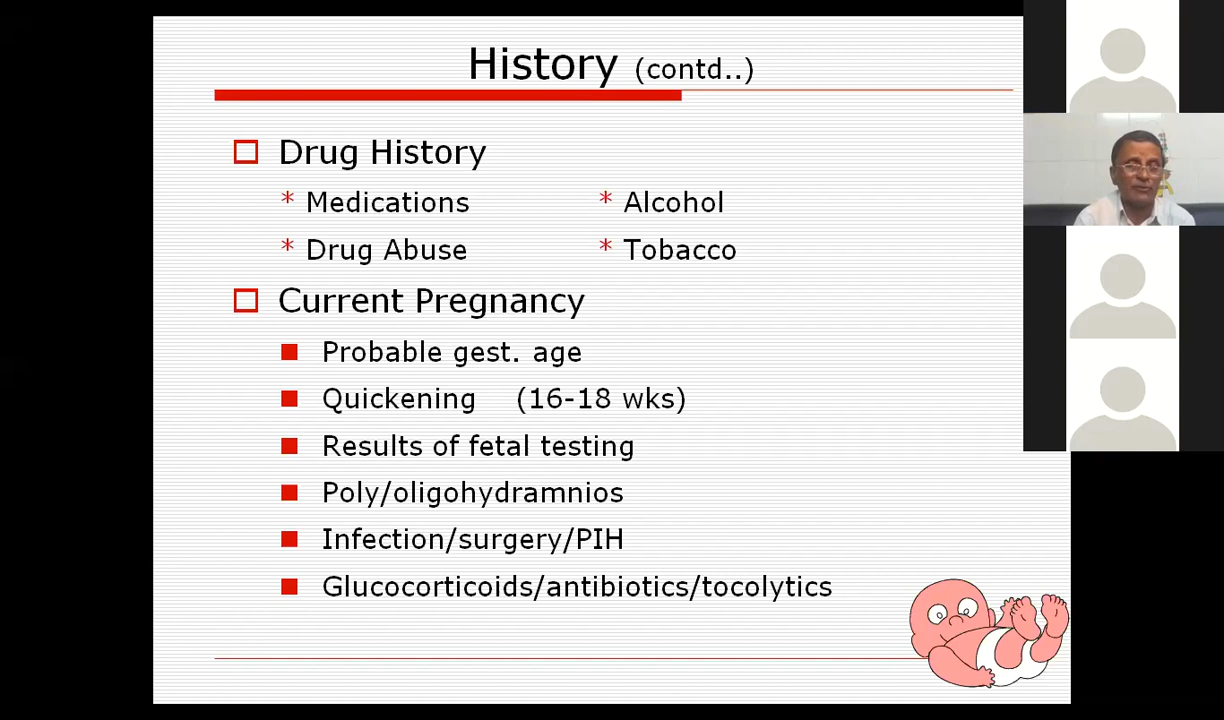 History (contd..)
Drug History
* Medications * Alcohol
* Drug Abuse * Tobacco
Current Pregnancy
Probable gest. age
Quickening (16-18 wks)
Results of fetal testing
Poly/oligohydramnios
Infection/surgery/PIH
Glucocorticoids/antibiotics/tocolytics